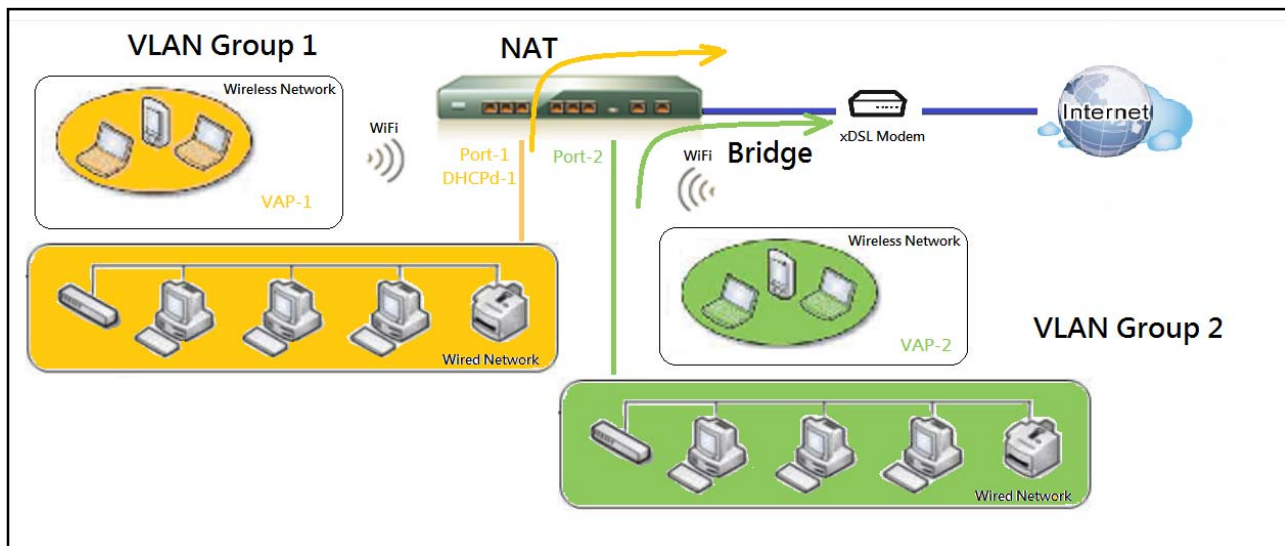 VLAN Group 1
NAT
Wireless Network
WiFi
VAP-1
Port-1
DHCPd-1
Port-2
WiFi
Bridge
xDSL Modem
Internet
Wireless Network
VAP-2
VLAN Group 2
Wired Network
Wired Network